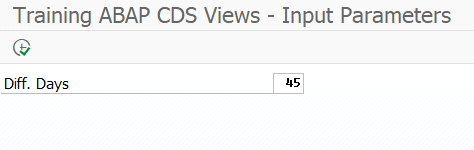 Training ABAP CDS Views - Input Parameters
Diff. Days 45